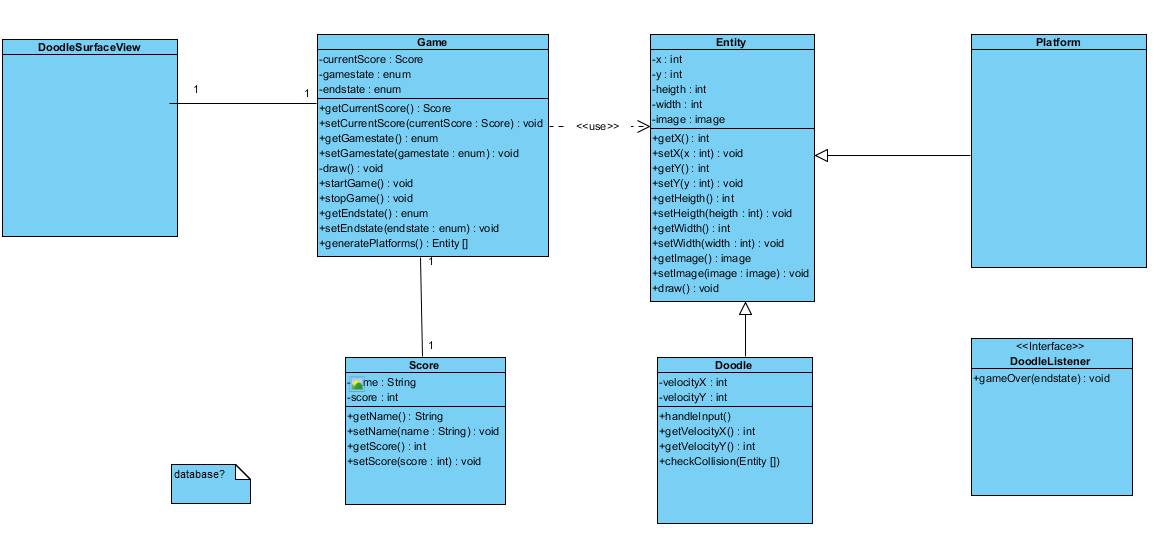 DoodleSurfaceView
1
1
Game
-currentScore : Score
-gamestate : enum
-endstate : enum
+getCurrentScore() : Score
+setCurrentScore(currentScore : Score) : void
+getGamestate() : enum
+setGamestate(gamestate : enum) : void
-draw() : void
+startGame() : void
+stopGame() : void
+getEndstate() : enum
+setEndstate(endstate : enum) : void
+generatePlatforms() : Entity []
<<use>>
Entity
-x : int
-y : int
-heigth : int
-width : int
-image : image
+getX() : int
+setX(x : int) : void
+getY() : int
+setY(y : int) : void
+getHeigth() : int
+setHeigth(heigth : int) : void
+getWidth() : int
+setWidth(width : int) : void
+getImage() : image
+setImage(image : image) : void
+draw() : void
Platform
1
1
Score
-me : String
-score : int
+getName() : String
+setName(name : String) : void
+getScore() : int
+setScore(score : int) : void
Doodle
-velocityX : int
-velocityY : int
+handleInput()
+getVelocityX() : int
+getVelocityY() : int
+checkCollision(Entity [])
<<Interface>>
DoodleListener
+gameOver(endstate) : void
database?